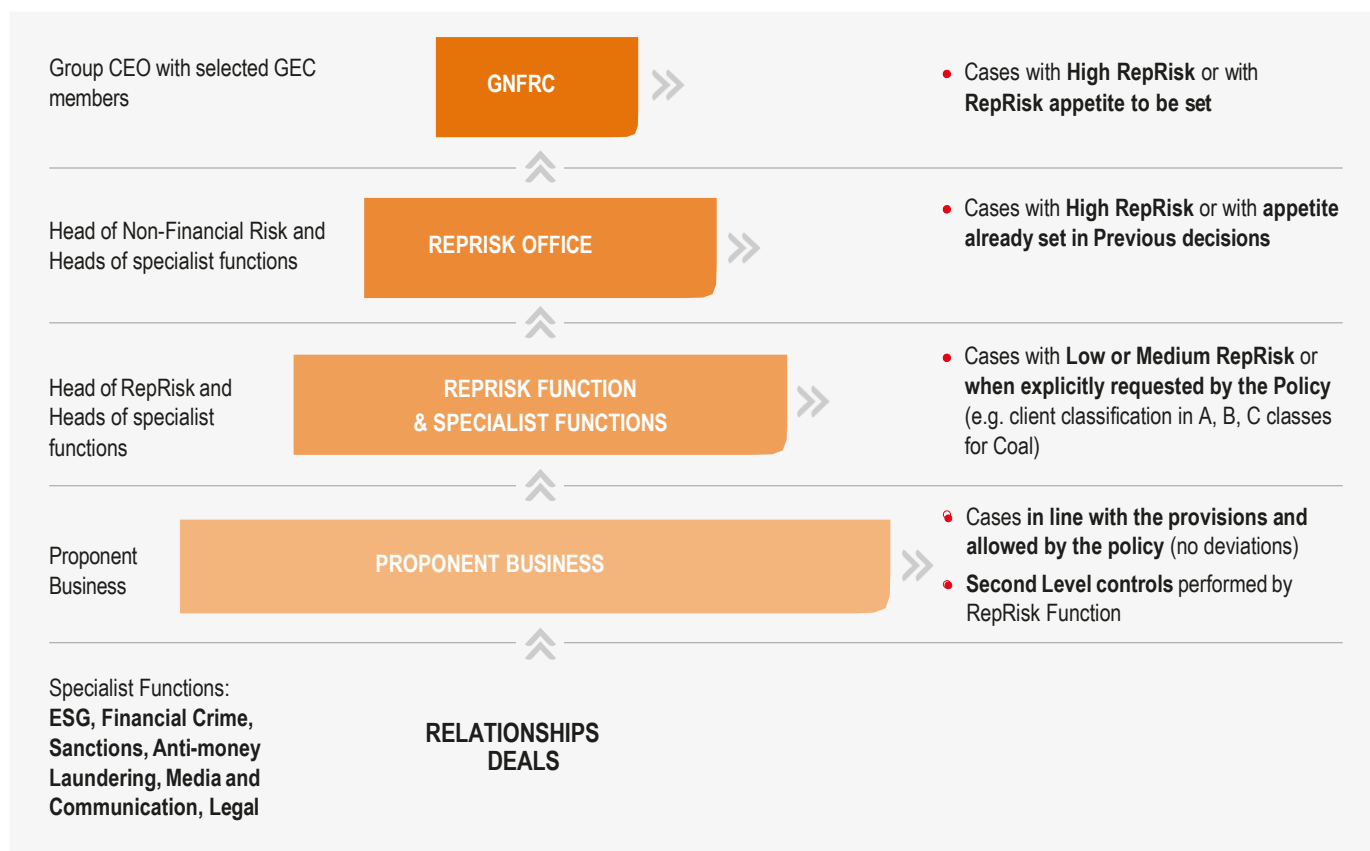 Group CEO with selected GEC
members
GNFRC
• Cases with High RepRisk or with
RepRisk appetite to be set
Head of Non-Financial Risk and
Heads of specialist functions
REPRISK OFFICE
• Cases with High RepRisk or with appetite
already set in Previous decisions
Head of RepRisk and
Heads of specialist
functions
REPRISK FUNCTION
& SPECIALIST FUNCTIONS
• Cases with Low or Medium RepRisk or
when explicitly requested by the Policy
(e.g. client classification in A, B, C classes
for Coal)
Proponent
Business
PROPONENT BUSINESS
• Cases in line with the provisions and
allowed by the policy (no deviations)
• Second Level controls performed by
RepRisk Function
Specialist Functions:
ESG, Financial Crime,
Sanctions, Anti-money
Laundering, Media and
Communication, Legal
RELATIONSHIPS
DEALS